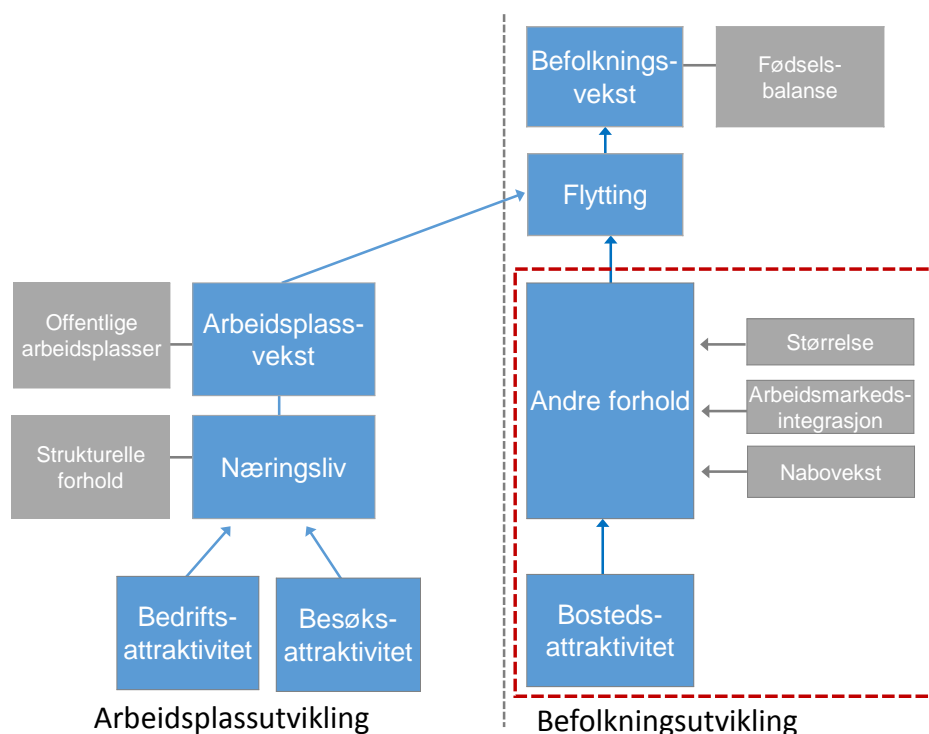 Befolknings-
vekst
Fødsels-
balanse
Flytting
Offentlige
arbeidsplasser
Arbeidsplass-
vekst
Strukturelle
forhold
Næringsliv
Bedrifts-
attraktivitet
Besøks-
attraktivitet
Arbeidsplassutvikling
Andre forhold
Størrelse
Arbeidsmarkeds-
integrasjon
Nabovekst
Bosteds-
attraktivitet
Befolkningsutvikling